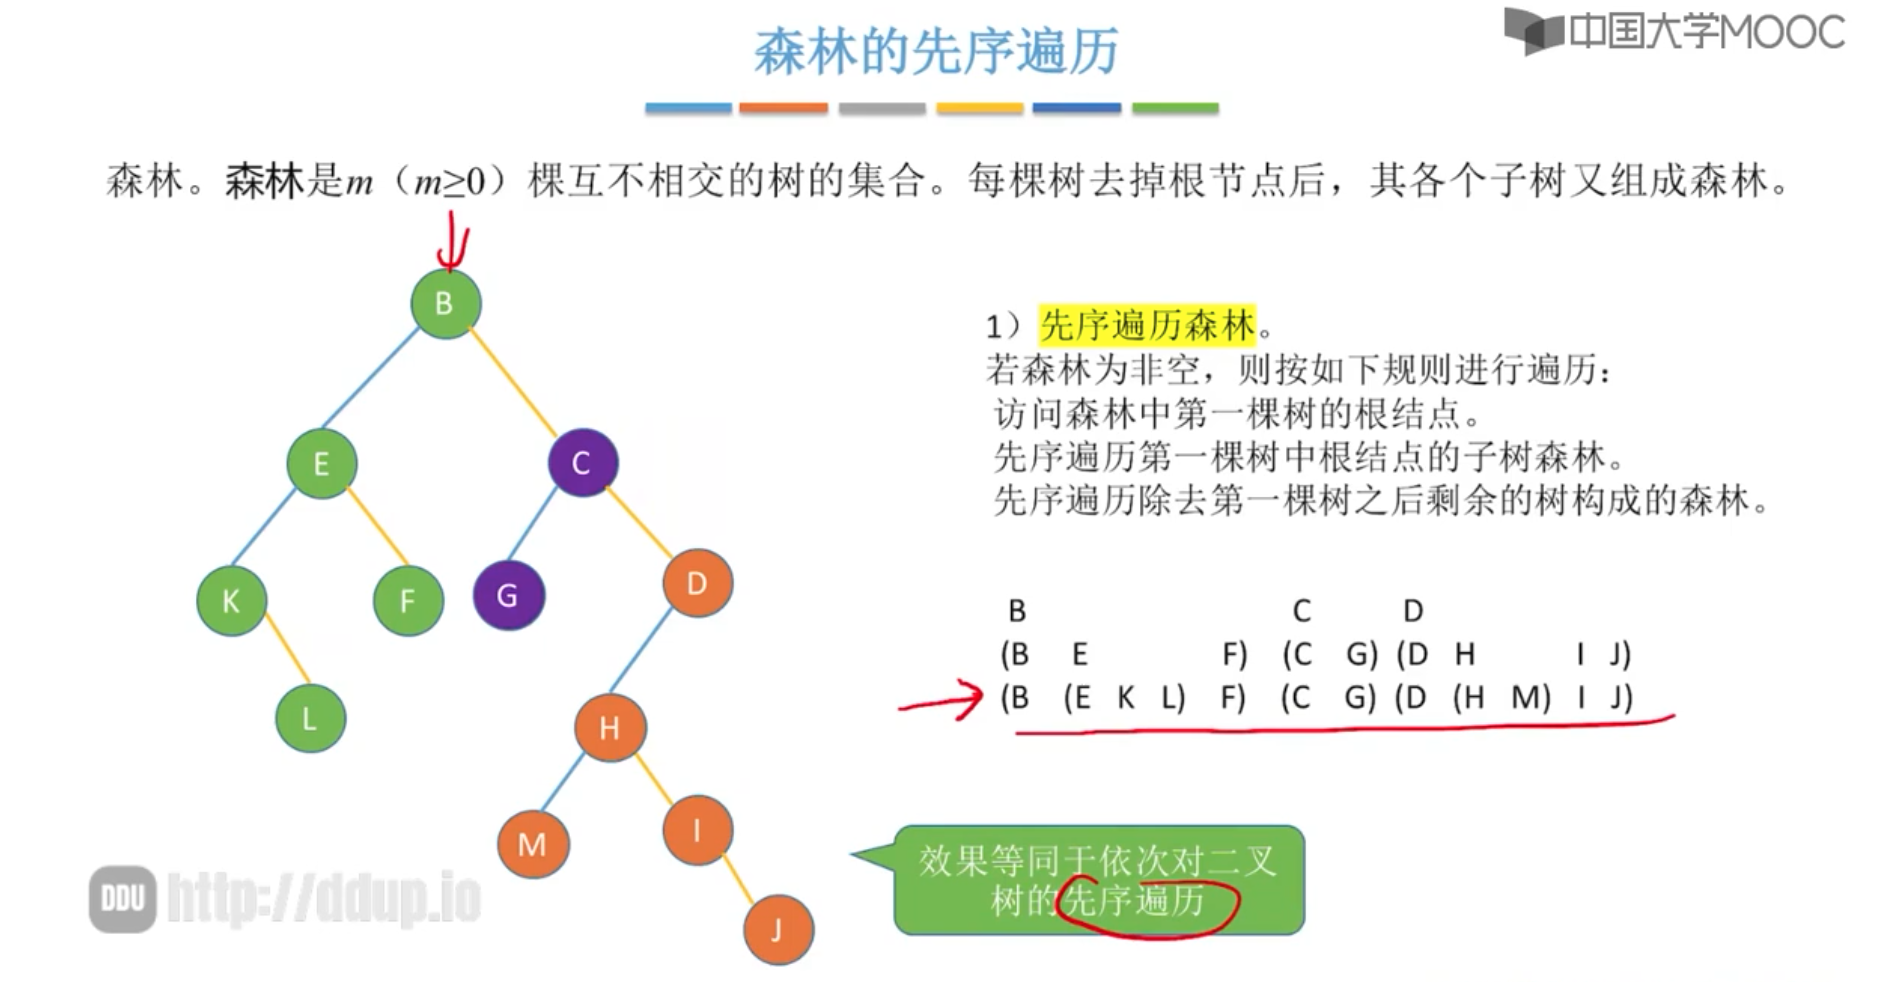 中国大学MOOC
森林的先序遍历
森林。森林是m（m≥0）棵互不相交的树的集合。每棵树去掉根节点后，其各个子树又组成森林。
B
E
C
K
F
G
D
L
H
M
I
J
1）先序遍历森林。
若森林为非空，则按如下规则进行遍历：
访问森林中第一棵树的根结点。
先序遍历第一棵树中根结点的子树森林。
先序遍历除去第一棵树之后剩余的树构成的森林。
B C D
(B E F) (C G) (D H I J)
(B (E K L) F) (C G) (D (H M) I J)
效果等同于依次对二叉
树的先序遍历
DDU http://ddup.io